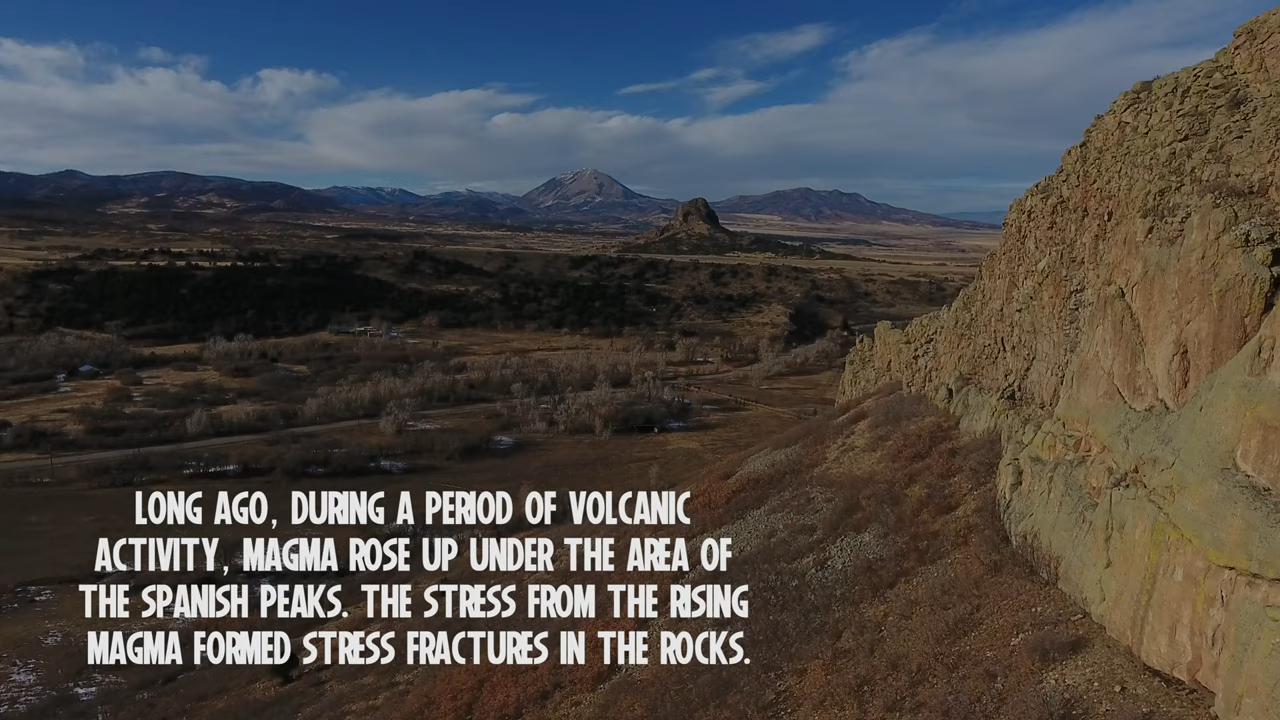 LONG AGO, DURING A PERIOD OF VOLCANIC
ACTIVITY, MAGMA ROSE UP UNDER THE AREA OF
THE SPANISH PEAKS. THE STRESS FROM THE RISING
MAGMA FORMED STRESS FRACTURES IN THE ROCKS.